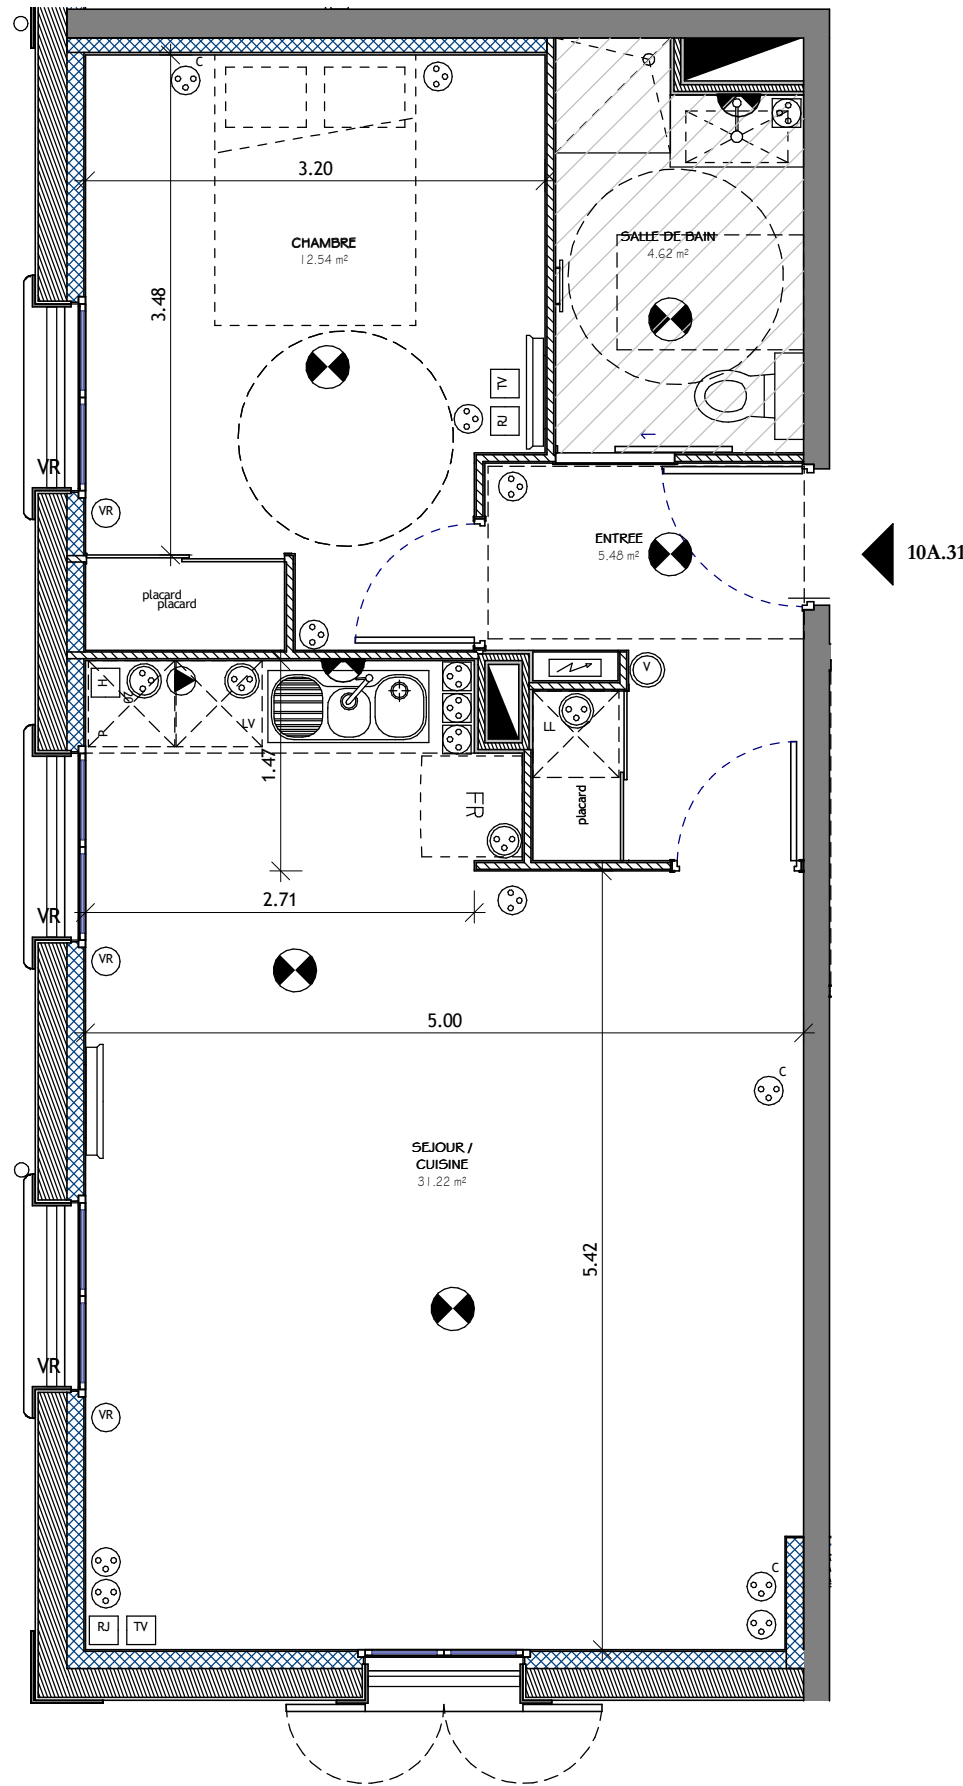 C
3.20
CHAMBRE
12.54 m²
SALLE DE BAIN
4.62 m²
3.48
TV
RJ
VR
VR
ENTREE
5.48 m²
10A.31
placard
placard
V
LV
LL
1.47
FR
placard
2.71
VR
VR
5.00
C
SEJOUR /
CUISINE
31.22 m²
5.42
VR
VR
C
RJ
TV